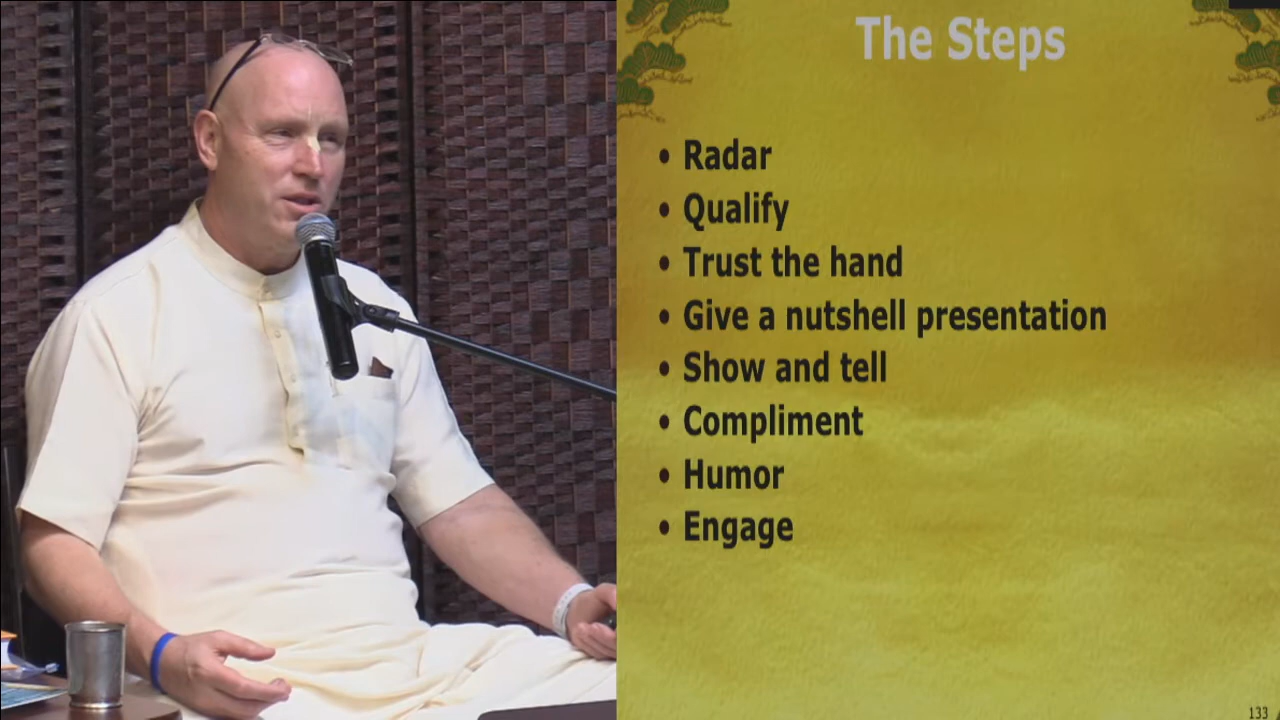 The Steps
• Radar
• Qualify
• Trust the hand
• Give a nutshell presentation
• Show and tell
• Compliment
• Humor
• Engage
133